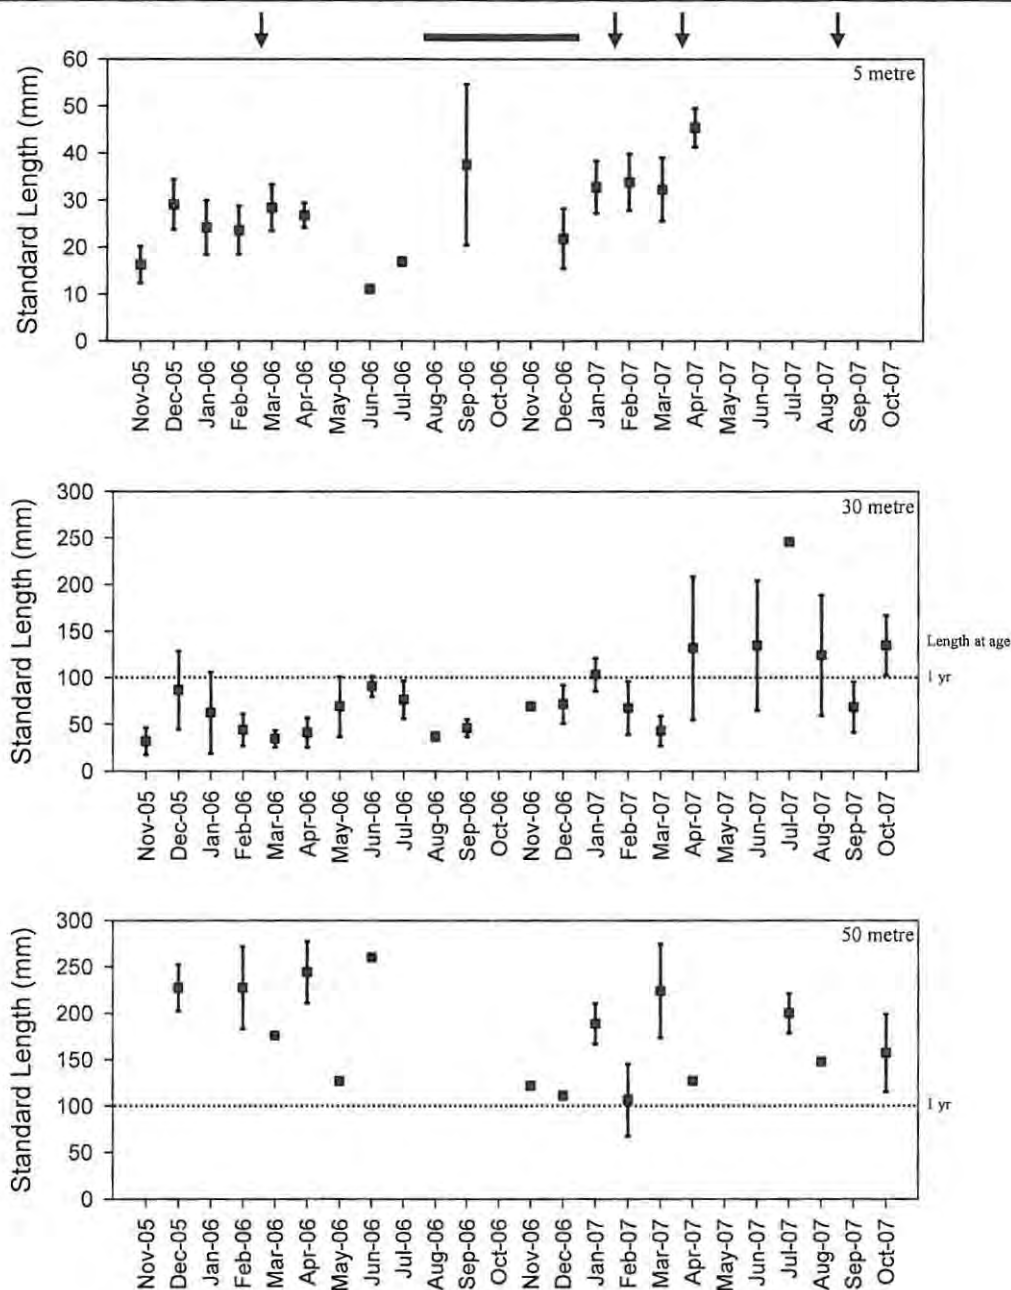 5 metre
60
50
40
30
20
10
0
Standard Length (mm)
Nov-05
Dec-05
Jan-06
Feb-06
Mar-06
Apr-06
May-06
Jun-06
Jul-06
Aug-06
Sep-06
Oct-06
Nov-06
Dec-06
Jan-07
Feb-07
Mar-07
Apr-07
May-07
Jun-07
Jul-07
Aug-07
Sep-07
Oct-07
30 metre
300
250
200
150
100
50
0
Standard Length (mm)
Length at age
1 yr
Nov-05
Dec-05
Jan-06
Feb-06
Mar-06
Apr-06
May-06
Jun-06
Jul-06
Aug-06
Sep-06
Oct-06
Nov-06
Dec-06
Jan-07
Feb-07
Mar-07
Apr-07
May-07
Jun-07
Jul-07
Aug-07
Sep-07
Oct-07
50 metre
300
250
200
150
100
50
0
Standard Length (mm)
1 yr
Nov-05
Dec-05
Jan-06
Feb-06
Mar-06
Apr-06
May-06
Jun-06
Jul-06
Aug-06
Sep-06
Oct-06
Nov-06
Dec-06
Jan-07
Feb-07
Mar-07
Apr-07
May-07
Jun-07
Jul-07
Aug-07
Sep-07
Oct-07